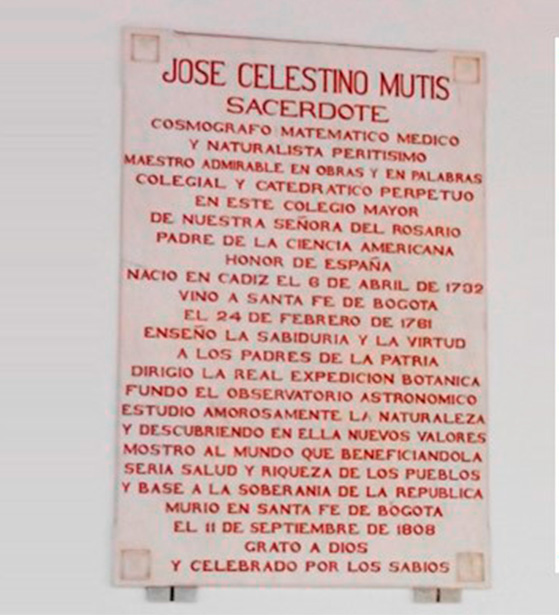 JOSE CELESTINO MUTIS
SACERDOTE
COSMOGRAFO MATEMATICO MEDICO
Y NATURALISTA PERITISIMO
MAESTRO ADMIRABLE EN OBRAS Y EN PALABRAS
COLEGIAL Y CATEDRATICO PERPETUO
EN ESTE COLEGIO MAYOR
DE NUESTRA SEÑORA DEL ROSARIO
PADRE DE LA CIENCIA AMERICANA
HONOR DE ESPAÑA
NACIO EN CADIZ EL 6 DE ABRIL DE 1732
VINO A SANTA FE DE BOGOTA
EL 24 DE FEBRERO DE 1761
ENSEÑO LA SABIDURIA Y LA VIRTUD
A LOS PADRES DE LA PATRIA
DIRIGIO LA REAL EXPEDICION BOTANICA
FUNDO EL OBSERVATORIO ASTRONOMICO
ESTUDIO AMOROSAMENTE LA NATURALEZA
Y DESCUBRIENDO EN ELLA NUEVOS VALORES
MOSTRO AL MUNDO QUE BENEFICIANDOLA
SERIA SALUD Y RIQUEZA DE LOS PUEBLOS
Y BASE A LA SOBERANIA DE LA REPUBLICA
MURIO EN SANTA FE DE BOGOTA
EL 11 DE SEPTIEMBRE DE 1808
GRATO A DIOS
Y CELEBRADO POR LOS SABIOS